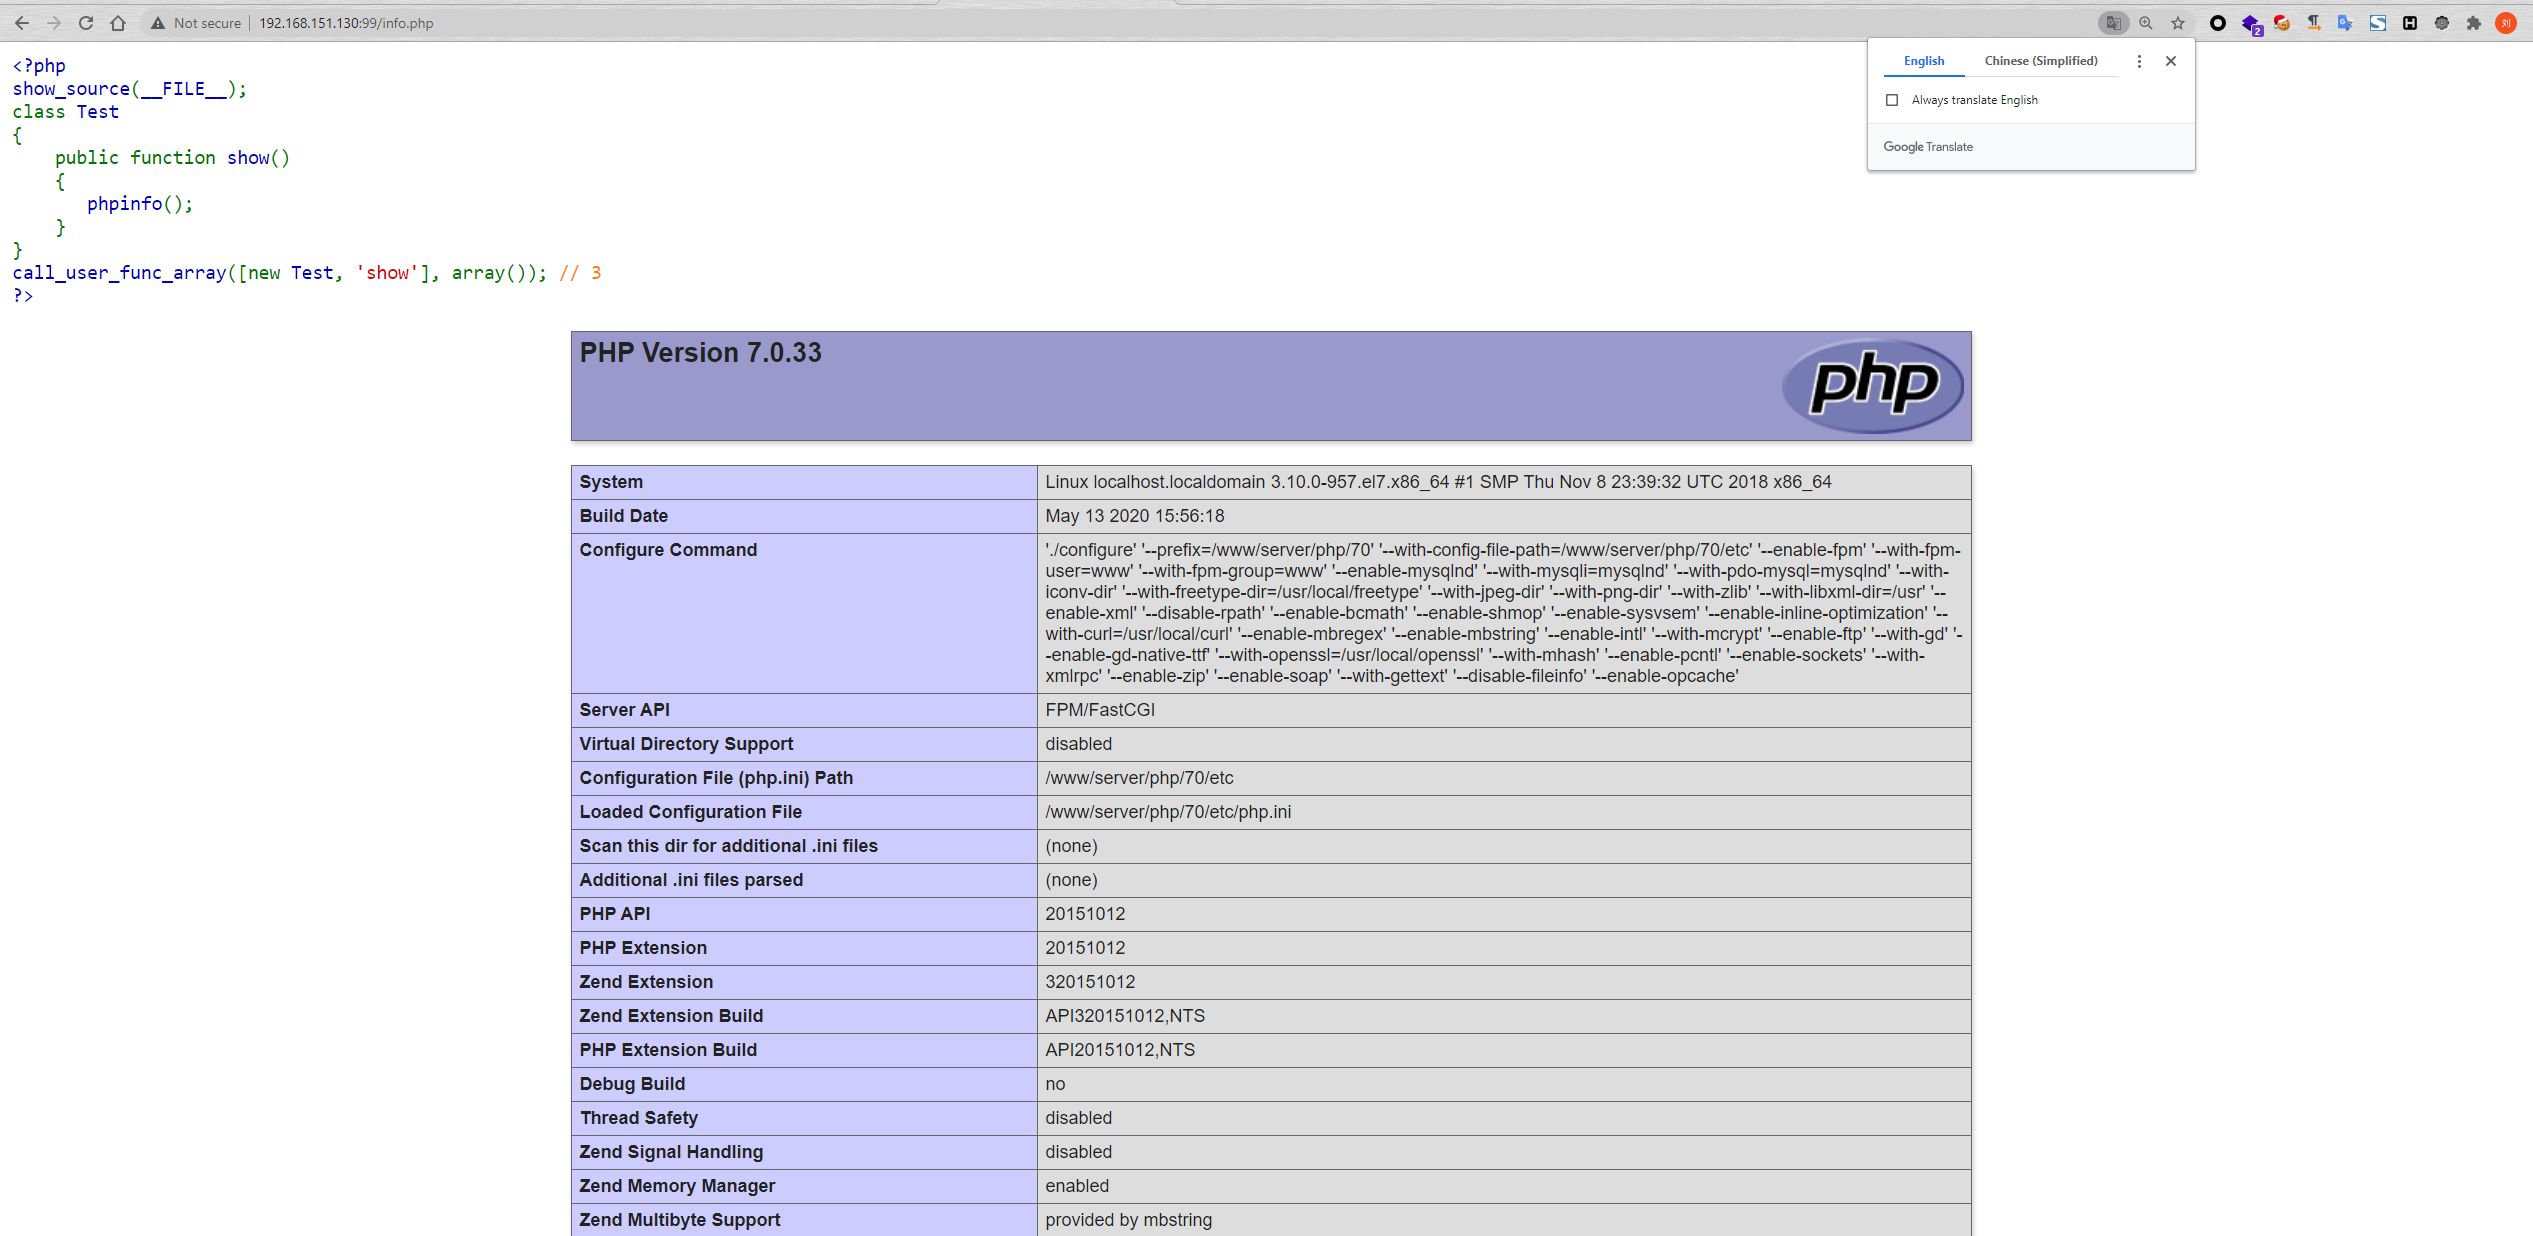 Not secure | 192.168.151.130:99/info.php
2
刘
English
Chinese (Simplified)
Always translate English
Google Translate
<?php
show_source(__FILE__);
class Test
{
    public function show()
    {
       phpinfo();
    }
}
call_user_func_array([new Test, 'show'], array()); // 3
?>
PHP Version 7.0.33
php
System Linux localhost.localdomain 3.10.0-957.el7.x86_64 #1 SMP Thu Nov 8 23:39:32 UTC 2018 x86_64
Build Date May 13 2020 15:56:18
Configure Command './configure' '--prefix=/www/server/php/70' '--with-config-file-path=/www/server/php/70/etc' '--enable-fpm' '--with-fpm-
user=www' '--with-fpm-group=www' '--enable-mysqlnd' '--with-mysqli=mysqlnd' '--with-pdo-mysql=mysqlnd' '--with-
iconv-dir' '--with-freetype-dir=/usr/local/freetype' '--with-jpeg-dir' '--with-png-dir' '--with-zlib' '--with-libxml-dir=/usr' '--
enable-xml' '--disable-rpath' '--enable-bcmath' '--enable-shmop' '--enable-sysvsem' '--enable-inline-optimization' '--
with-curl=/usr/local/curl' '--enable-mbregex' '--enable-mbstring' '--enable-intl' '--with-mcrypt' '--enable-ftp' '--with-gd' '-
-enable-gd-native-ttf' '--with-openssl=/usr/local/openssl' '--with-mhash' '--enable-pcntl' '--enable-sockets' '--with-
xmlrpc' '--enable-zip' '--enable-soap' '--with-gettext' '--disable-fileinfo' '--enable-opcache'
Server API FPM/FastCGI
Virtual Directory Support disabled
Configuration File (php.ini) Path /www/server/php/70/etc
Loaded Configuration File /www/server/php/70/etc/php.ini
Scan this dir for additional .ini files (none)
Additional .ini files parsed (none)
PHP API 20151012
PHP Extension 20151012
Zend Extension 320151012
Zend Extension Build API320151012,NTS
PHP Extension Build API20151012,NTS
Debug Build no
Thread Safety disabled
Zend Signal Handling disabled
Zend Memory Manager enabled
Zend Multibyte Support provided by mbstring